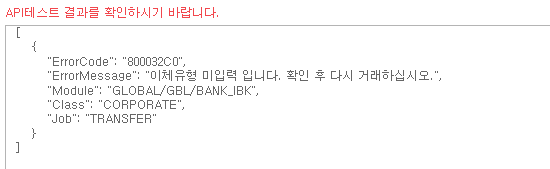 API테스트 결과를 확인하시기 바랍니다.
[
{
"ErrorCode": "800032C0",
"ErrorMessage": "이체유형 미입력 입니다. 확인 후 다시 거래하십시오.",
"Module": "GLOBAL/GBL/BANK_IBK",
"Class": "CORPORATE",
"Job": "TRANSFER"
}
]